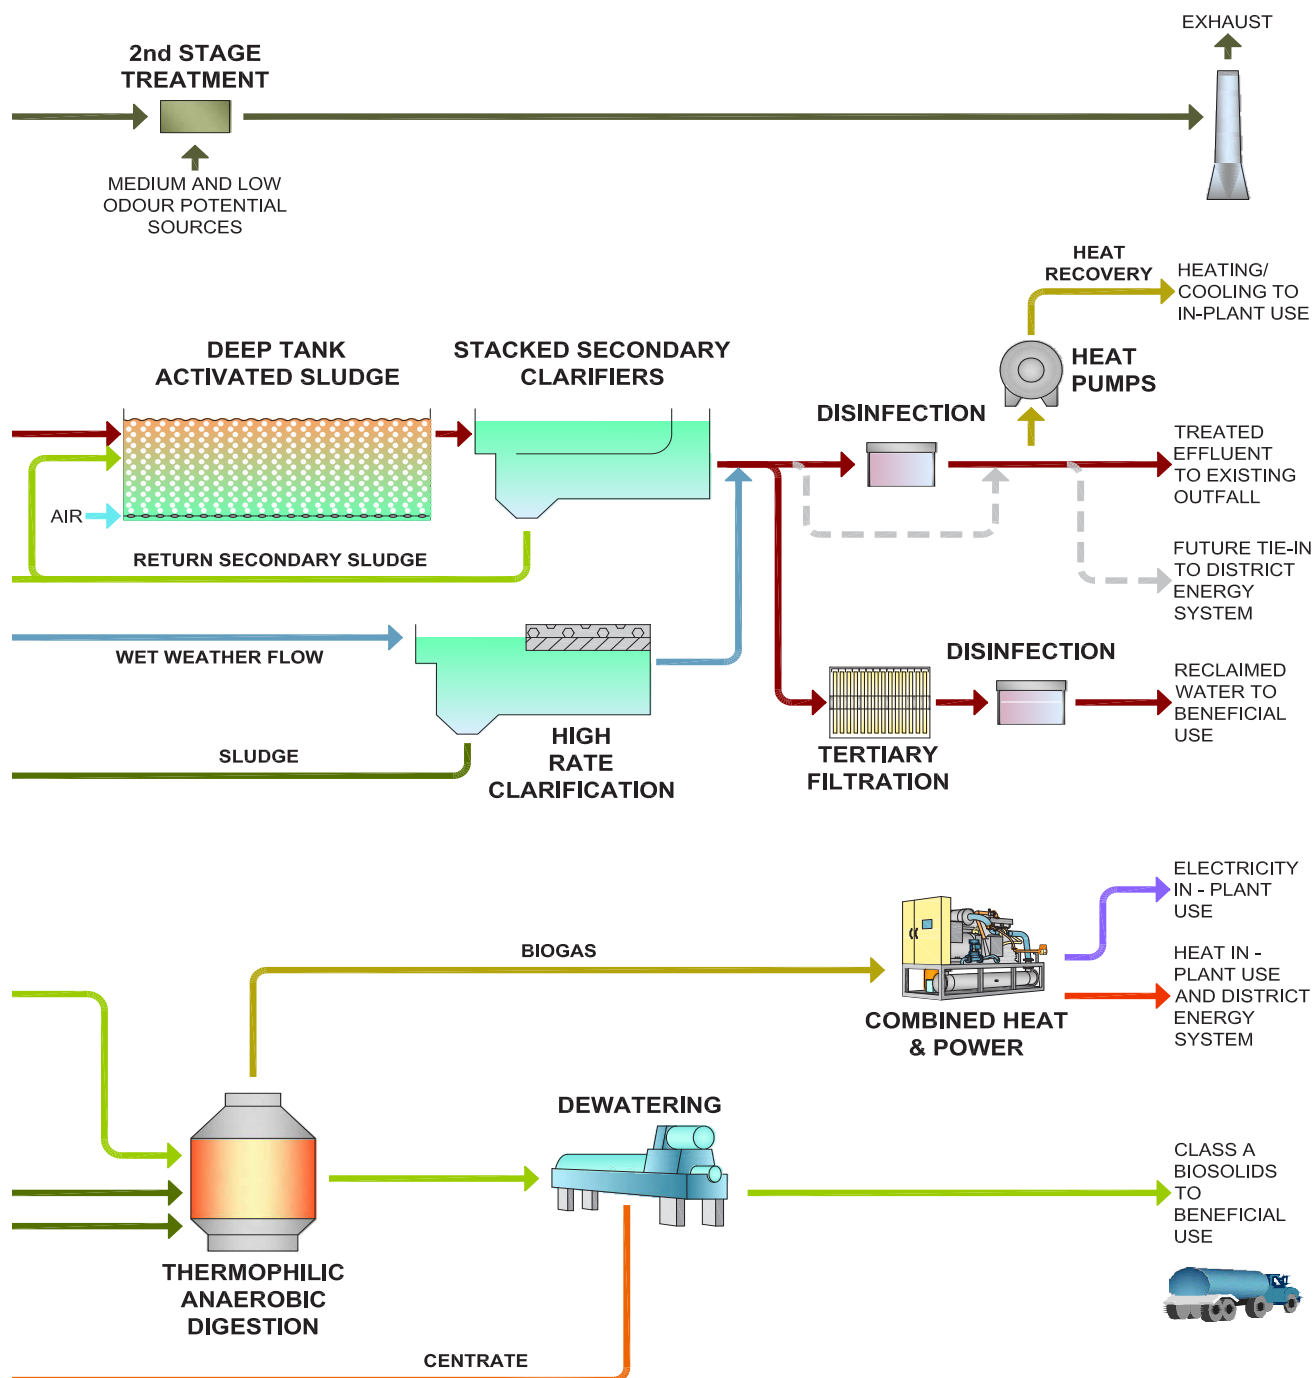 EXHAUST
2nd STAGE
TREATMENT
MEDIUM AND LOW
ODOUR POTENTIAL
SOURCES
HEAT
RECOVERY
HEATING/
COOLING TO
IN-PLANT USE
DEEP TANK
ACTIVATED SLUDGE
STACKED SECONDARY
CLARIFIERS
HEAT
PUMPS
DISINFECTION
TREATED
EFFLUENT
TO EXISTING
OUTFALL
AIR
RETURN SECONDARY SLUDGE
FUTURE TIE-IN
TO DISTRICT
ENERGY
SYSTEM
WET WEATHER FLOW
DISINFECTION
RECLAIMED
WATER TO
BENEFICIAL
USE
SLUDGE
HIGH
RATE
CLARIFICATION
TERTIARY
FILTRATION
ELECTRICITY
IN - PLANT
USE
BIOGAS
HEAT IN -
PLANT USE
AND DISTRICT
ENERGY
SYSTEM
COMBINED HEAT
& POWER
DEWATERING
CLASS A
BIOSOLIDS
TO
BENEFICIAL
USE
THERMOPHILIC
ANAEROBIC
DIGESTION
CENTRATE